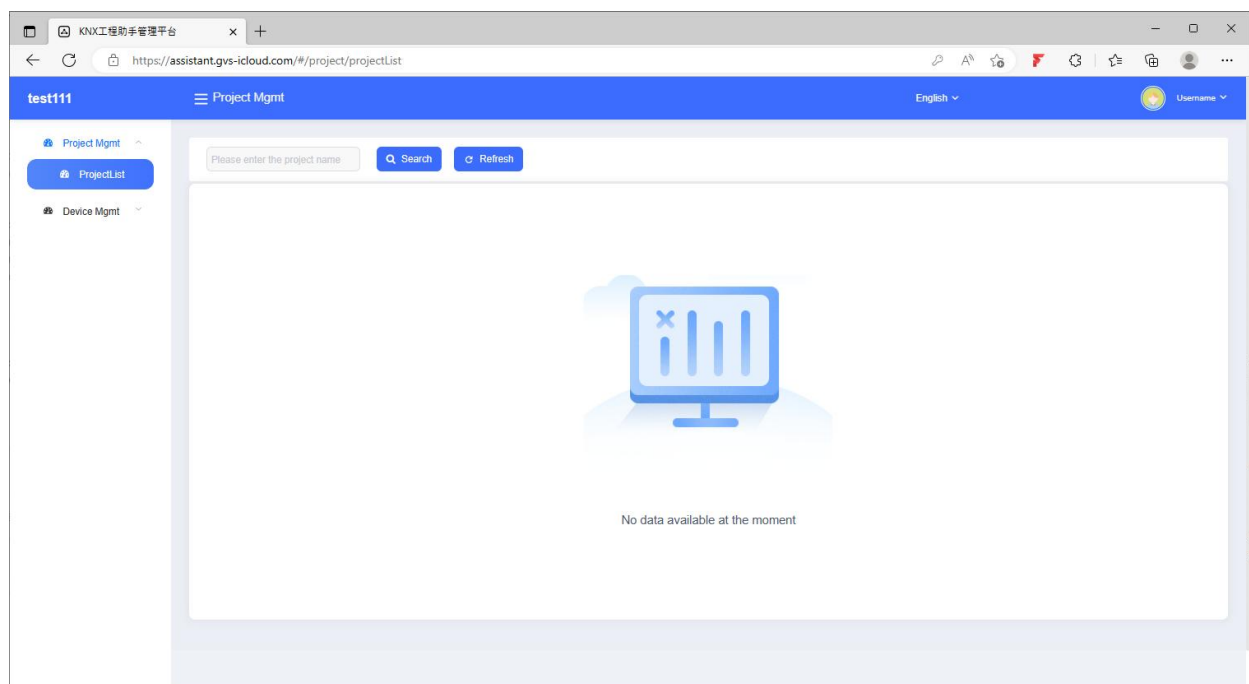 KNX工程助手管理平台
https://assistant.gvs-icloud.com/#/project/projectList
test111
Project Mgmt
English
Username
Project Mgmt
ProjectList
Device Mgmt
Please enter the project name
Search
Refresh
No data available at the moment